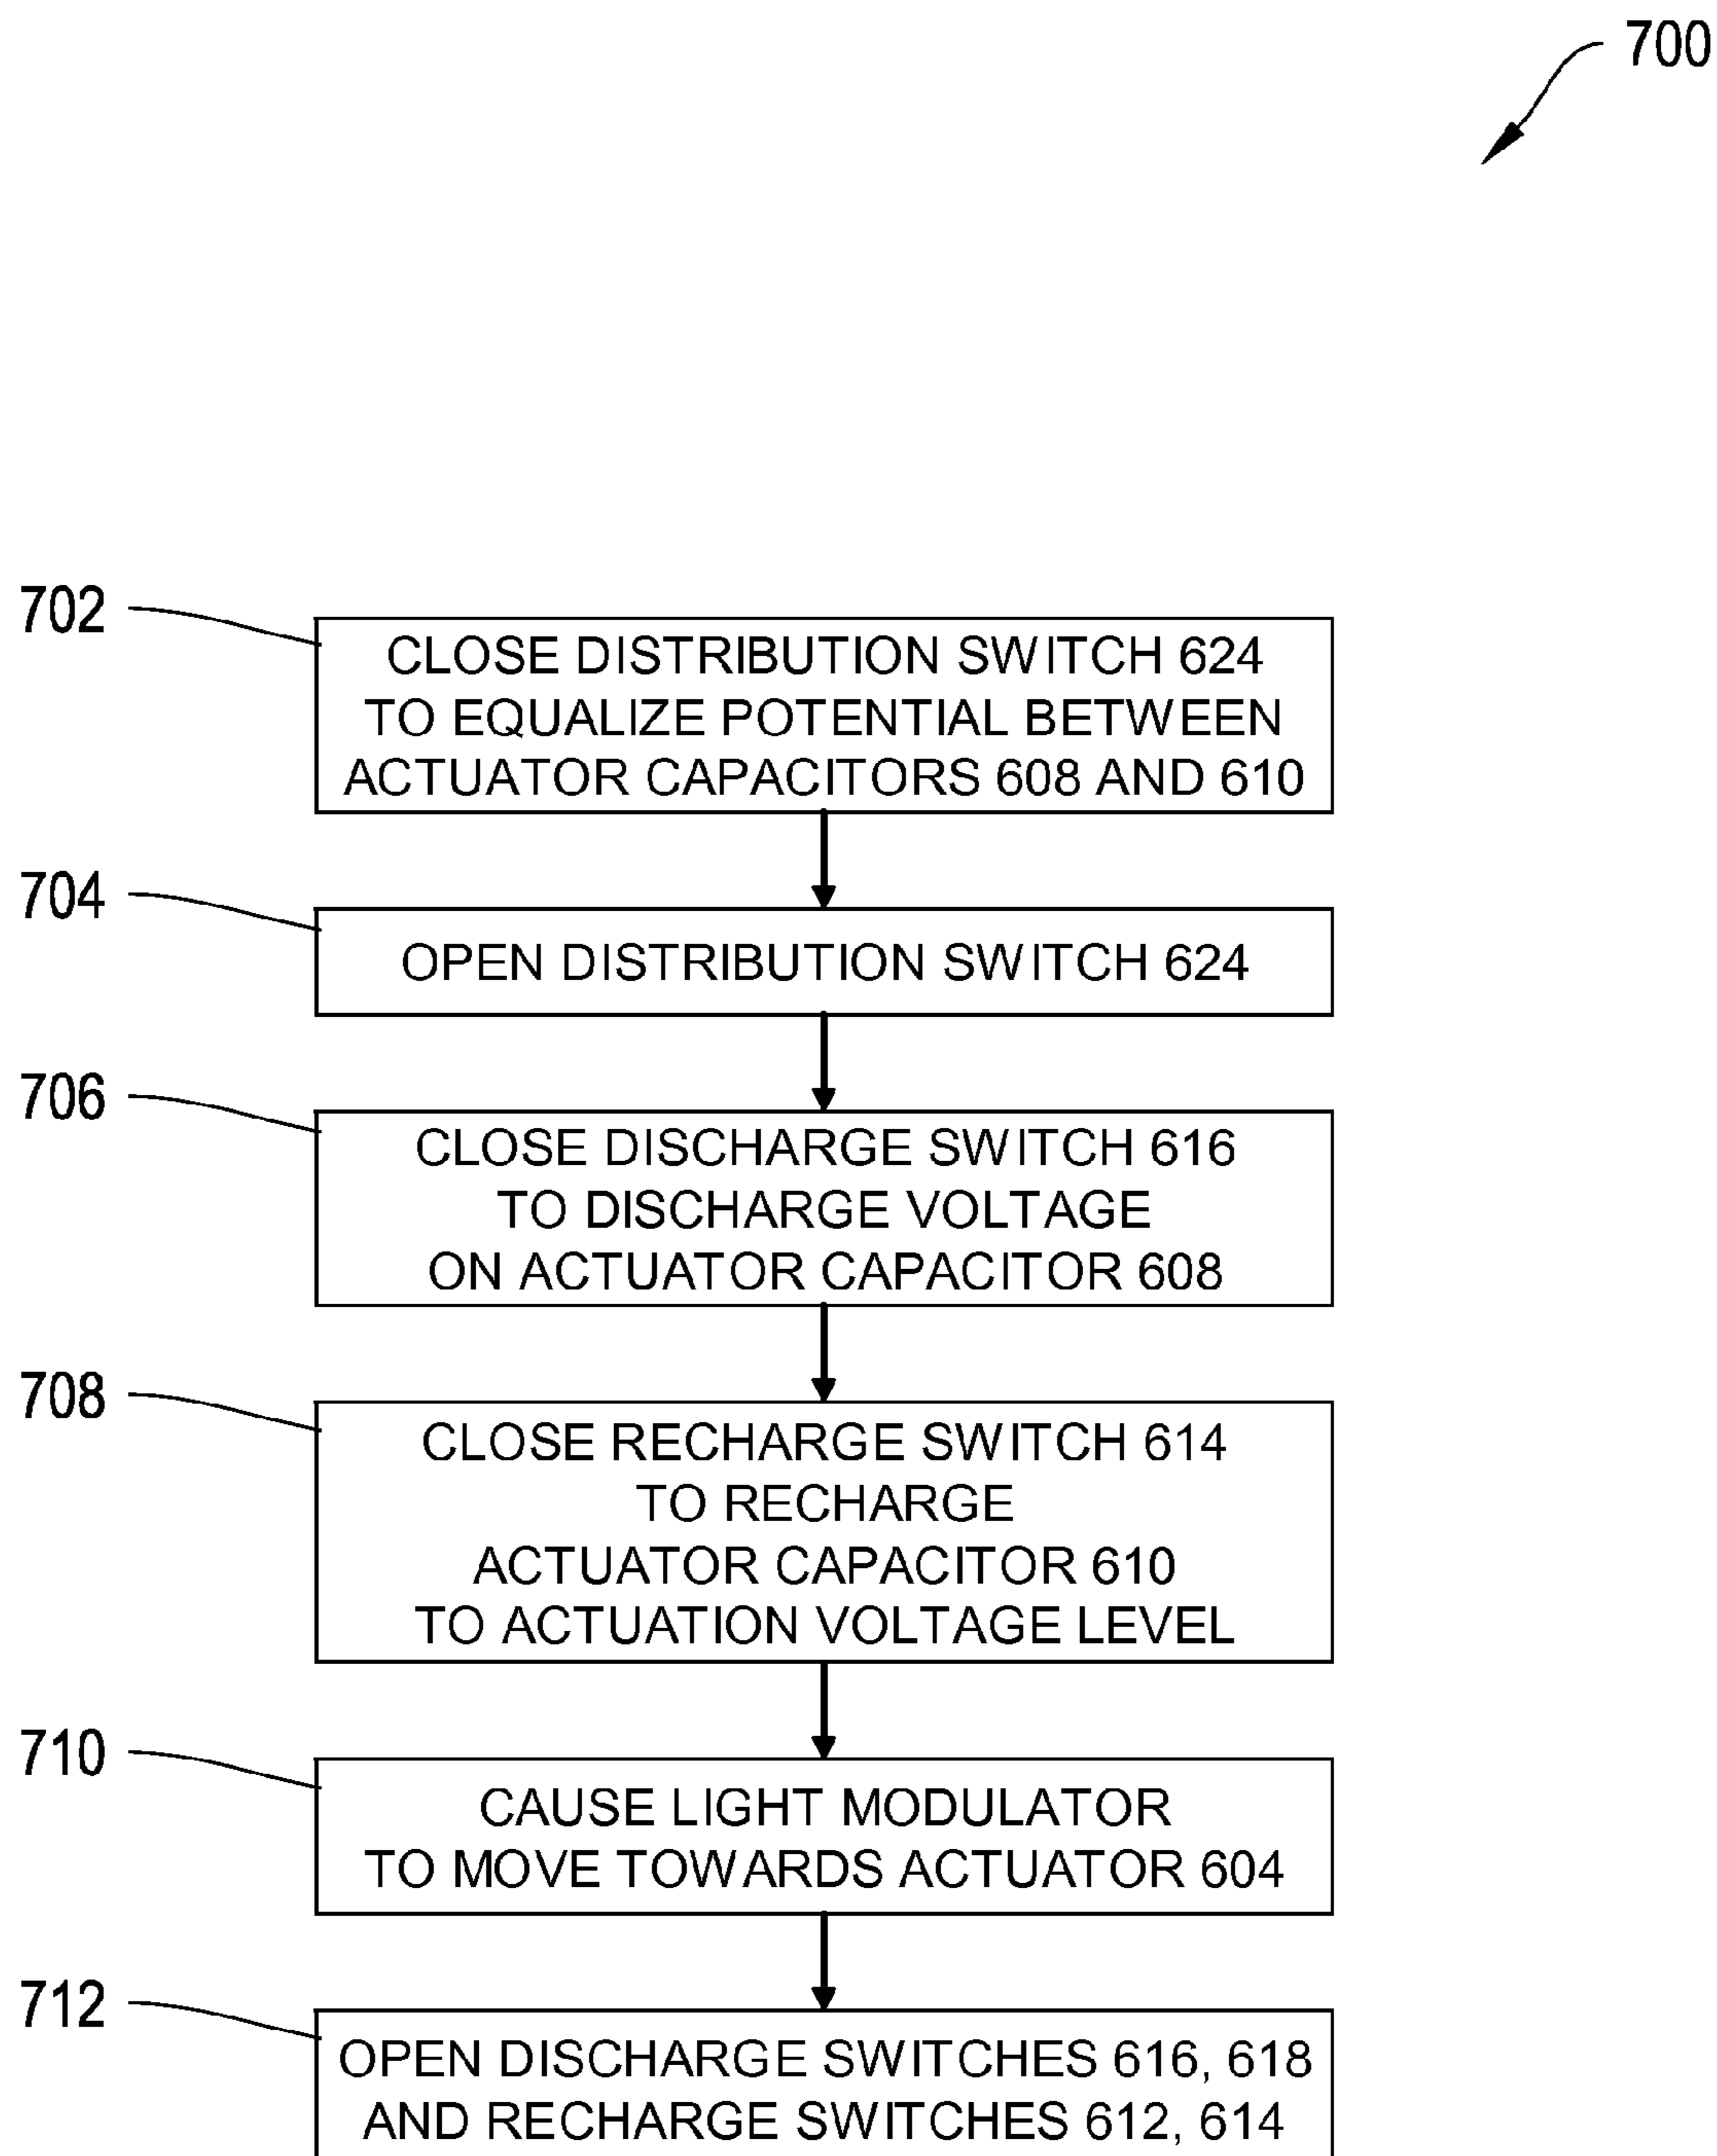 700
702
CLOSE DISTRIBUTION SWITCH 624
TO EQUALIZE POTENTIAL BETWEEN
ACTUATOR CAPACITORS 608 AND 610
704
OPEN DISTRIBUTION SWITCH 624
706
CLOSE DISCHARGE SWITCH 616
TO DISCHARGE VOLTAGE
ON ACTUATOR CAPACITOR 608
708
CLOSE RECHARGE SWITCH 614
TO RECHARGE
ACTUATOR CAPACITOR 610
TO ACTUATION VOLTAGE LEVEL
710
CAUSE LIGHT MODULATOR
TO MOVE TOWARDS ACTUATOR 604
712
OPEN DISCHARGE SWITCHES 616, 618
AND RECHARGE SWITCHES 612, 614